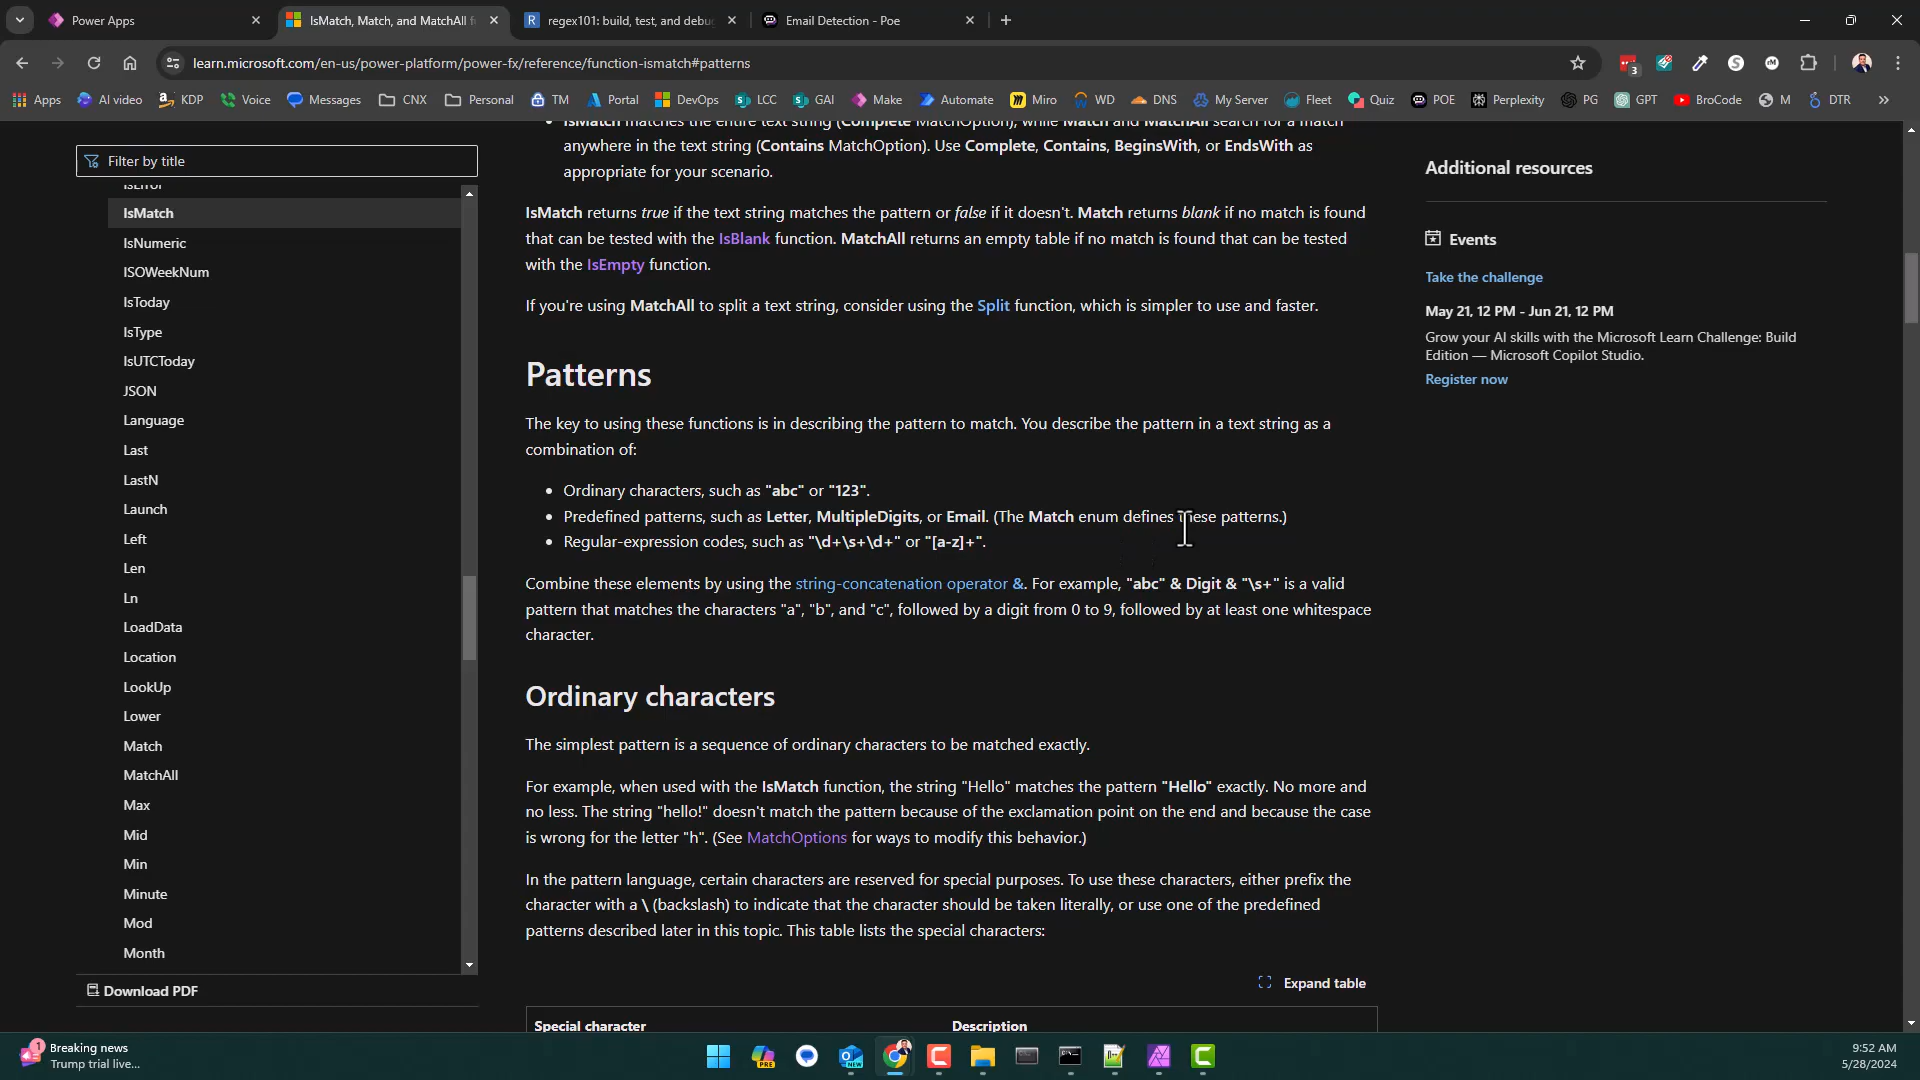 Power Apps
IsMatch, Match, and MatchAll f
regex101: build, test, and debu
Email Detection - Poe
learn.microsoft.com/en-us/power-platform/power-fx/reference/function-ismatch#patterns
3
Apps
AI video
KDP
Voice
Messages
CNX
Personal
TM
Portal
DevOps
LCC
GAI
Make
Automate
Miro
WD
DNS
My Server
Fleet
Quiz
POE
Perplexity
PG
GPT
BroCode
M
DTR
Filter by title
IsError
IsMatch
IsNumeric
ISOWeekNum
IsToday
IsType
IsUTCToday
JSON
Language
Last
LastN
Launch
Left
Len
Ln
LoadData
Location
LookUp
Lower
Match
MatchAll
Max
Mid
Min
Minute
Mod
Month
Download PDF
IsMatch matches the entire text string (Complete MatchOption), while Match and MatchAll search for a match
anywhere in the text string (Contains MatchOption). Use Complete, Contains, BeginsWith, or EndsWith as
appropriate for your scenario.
IsMatch returns true if the text string matches the pattern or false if it doesn't. Match returns blank if no match is found
that can be tested with the IsBlank function. MatchAll returns an empty table if no match is found that can be tested
with the IsEmpty function.
If you're using MatchAll to split a text string, consider using the Split function, which is simpler to use and faster.
Patterns
The key to using these functions is in describing the pattern to match. You describe the pattern in a text string as a
combination of:
• Ordinary characters, such as "abc" or "123".
• Predefined patterns, such as Letter, MultipleDigits, or Email. (The Match enum defines these patterns.)
• Regular-expression codes, such as "\d+\s+\d+" or "[a-z]+".
Combine these elements by using the string-concatenation operator &. For example, "abc" & Digit & "\s+" is a valid
pattern that matches the characters "a", "b", and "c", followed by a digit from 0 to 9, followed by at least one whitespace
character.
Ordinary characters
The simplest pattern is a sequence of ordinary characters to be matched exactly.
For example, when used with the IsMatch function, the string "Hello" matches the pattern "Hello" exactly. No more and
no less. The string "hello!" doesn't match the pattern because of the exclamation point on the end and because the case
is wrong for the letter "h". (See MatchOptions for ways to modify this behavior.)
In the pattern language, certain characters are reserved for special purposes. To use these characters, either prefix the
character with a \ (backslash) to indicate that the character should be taken literally, or use one of the predefined
patterns described later in this topic. This table lists the special characters:
Expand table
Special character
Description
Additional resources
Events
Take the challenge
May 21, 12 PM - Jun 21, 12 PM
Grow your AI skills with the Microsoft Learn Challenge: Build
Edition — Microsoft Copilot Studio.
Register now
1
Breaking news
Trump trial live...
PRE
NEW
9:52 AM
5/28/2024